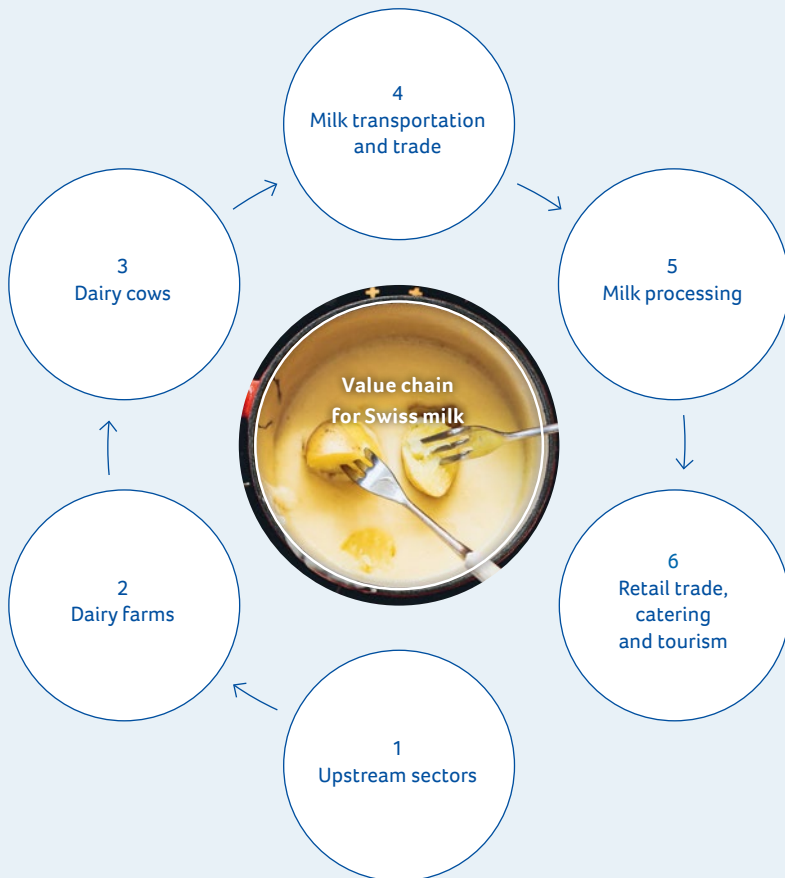 4
Milk transportation
and trade
3
Dairy cows
5
Milk processing
Value chain
for Swiss milk
2
Dairy farms
6
Retail trade,
catering
and tourism
1
Upstream sectors